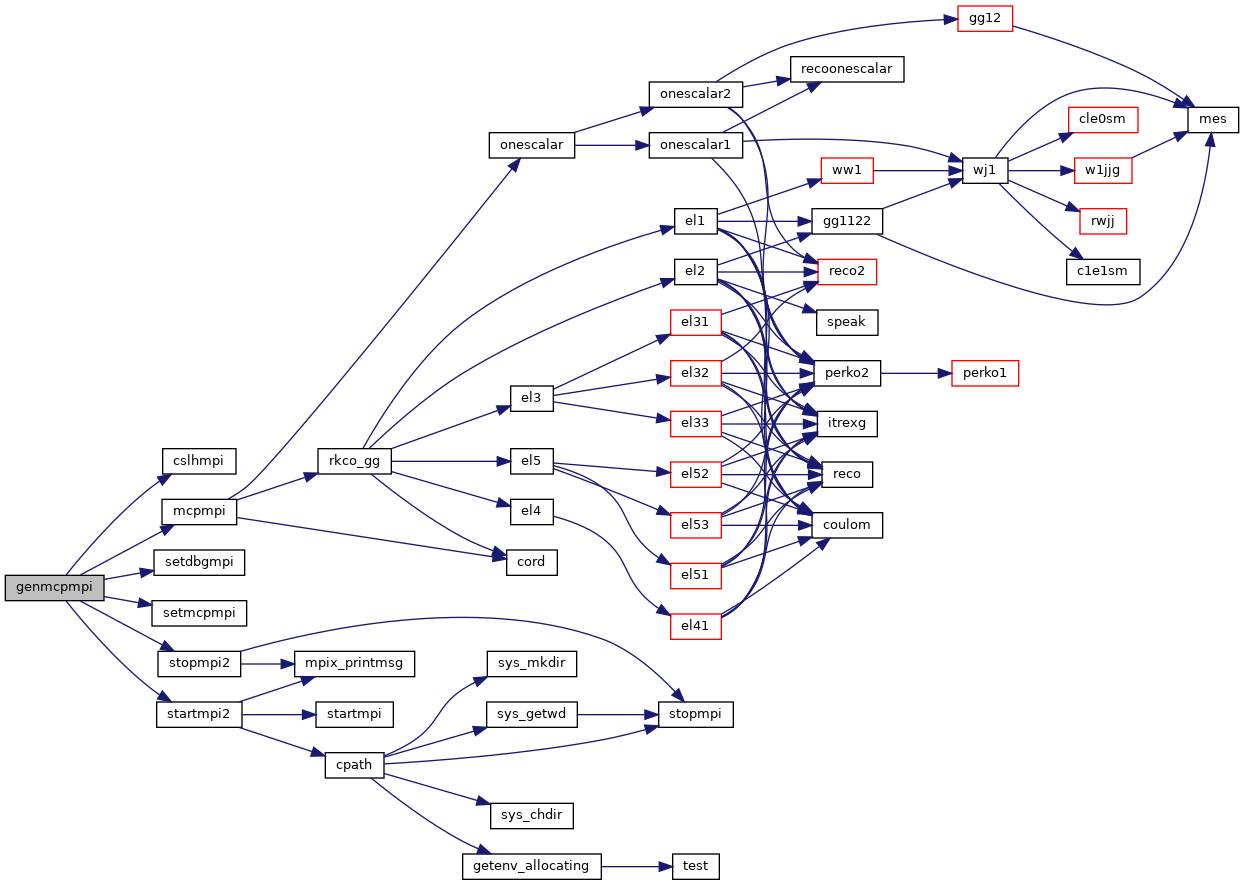 gg12
recoonescalar
onescalar2
cle0sm
mes
onescalar
onescalar1
ww1
wj1
w1jjg
el1
gg1122
rwjj
el2
reco2
c1e1sm
el31
speak
el32
perko2
perko1
el3
el33
itrexg
cslhmpi
rkco_gg
el5
el52
reco
mcpmpi
el4
el53
coulom
setdbgmpi
cord
el51
genmcpmpi
setmcpmpi
el41
stopmpi2
mpix_printmsg
sys_mkdir
startmpi2
startmpi
sys_getwd
stopmpi
cpath
sys_chdir
getenv_allocating
test